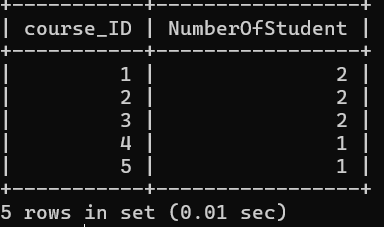 +-----------+-----------------+
| course_ID | NumberOfStudent |
+-----------+-----------------+
|         1 |               2 |
|         2 |               2 |
|         3 |               2 |
|         4 |               1 |
|         5 |               1 |
+-----------+-----------------+
5 rows in set (0.01 sec)